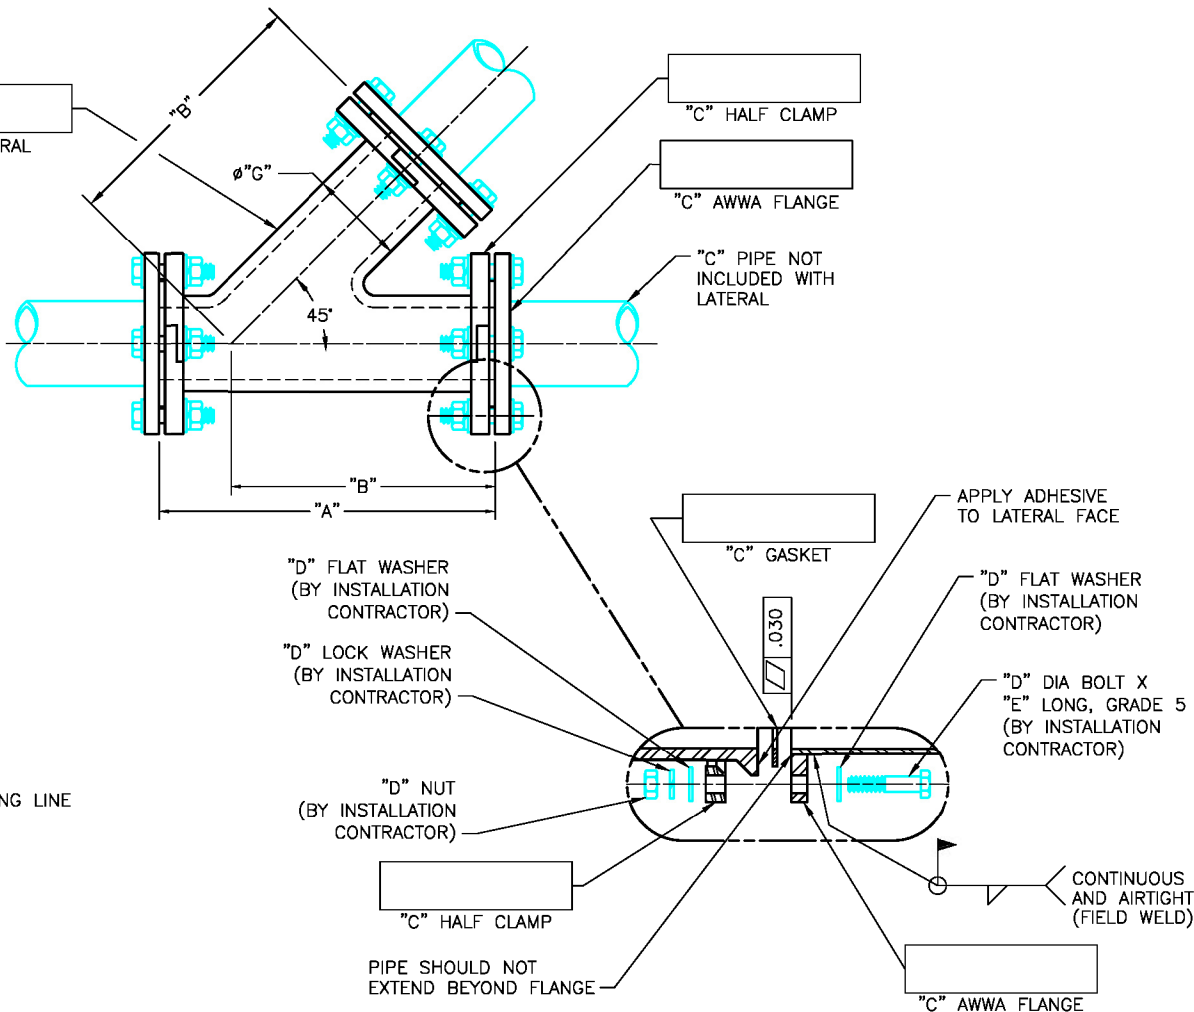 "B"
"C" HALF CLAMP
RAL
ø"G"
"C" AWWA FLANGE
"C" PIPE NOT
INCLUDED WITH
LATERAL
45°
"B"
"A"
"C" GASKET
APPLY ADHESIVE
TO LATERAL FACE
"D" FLAT WASHER
(BY INSTALLATION
CONTRACTOR)
"D" FLAT WASHER
(BY INSTALLATION
CONTRACTOR)
.030
"D" LOCK WASHER
(BY INSTALLATION
CONTRACTOR)
"D" DIA BOLT X
"E" LONG, GRADE 5
(BY INSTALLATION
CONTRACTOR)
"D" NUT
(BY INSTALLATION
CONTRACTOR)
NG LINE
"C" HALF CLAMP
CONTINUOUS
AND AIRTIGHT
(FIELD WELD)
PIPE SHOULD NOT
EXTEND BEYOND FLANGE
"C" AWWA FLANGE